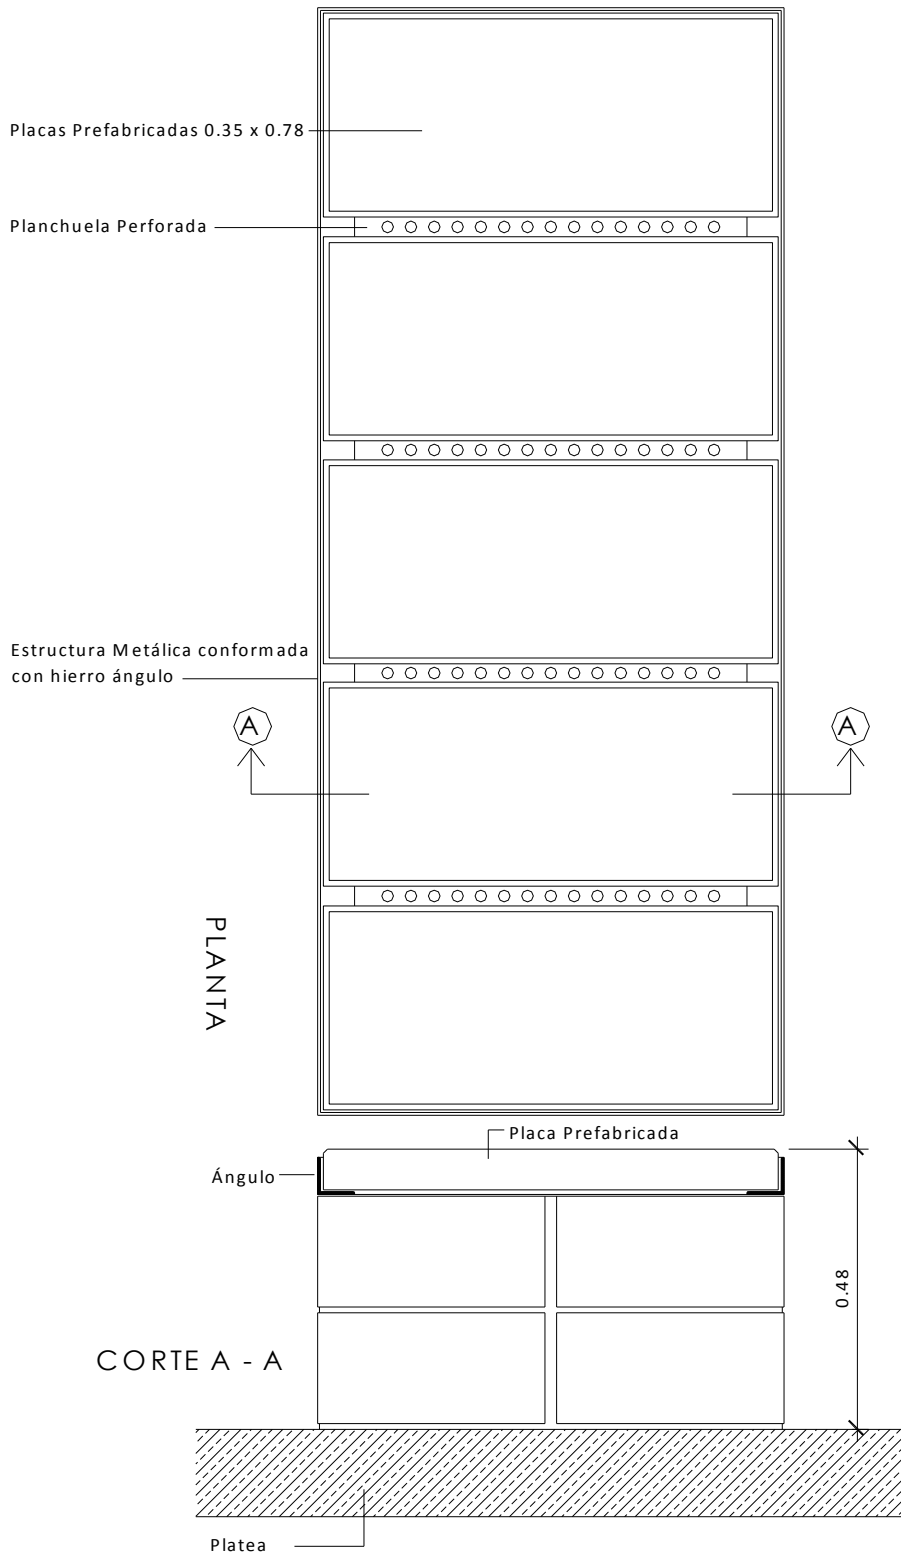 Placas Prefabricadas 0.35 x 0.78
Planchuela Perforada
Estructura Metálica conformada
con hierro ángulo
A
A
PLANTA
Placa Prefabricada
Ángulo
0.48
CORTE A - A
Platea